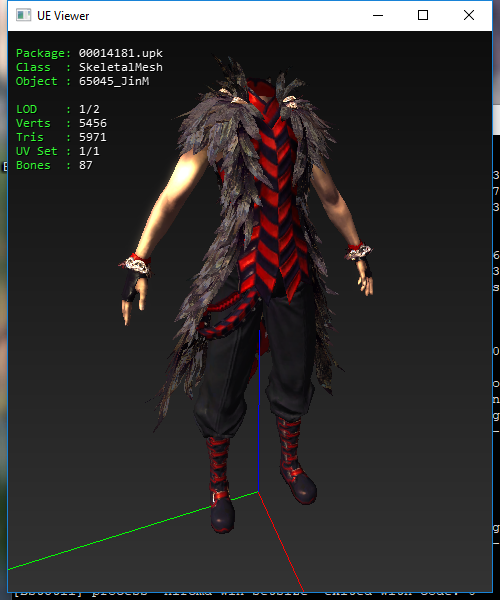 UE Viewer
Package: 00014181.upk
Class  : SkeletalMesh
Object : 65045_JinM
LOD    : 1/2
Verts  : 5456
Tris   : 5971
UV Set : 1/1
Bones  : 87